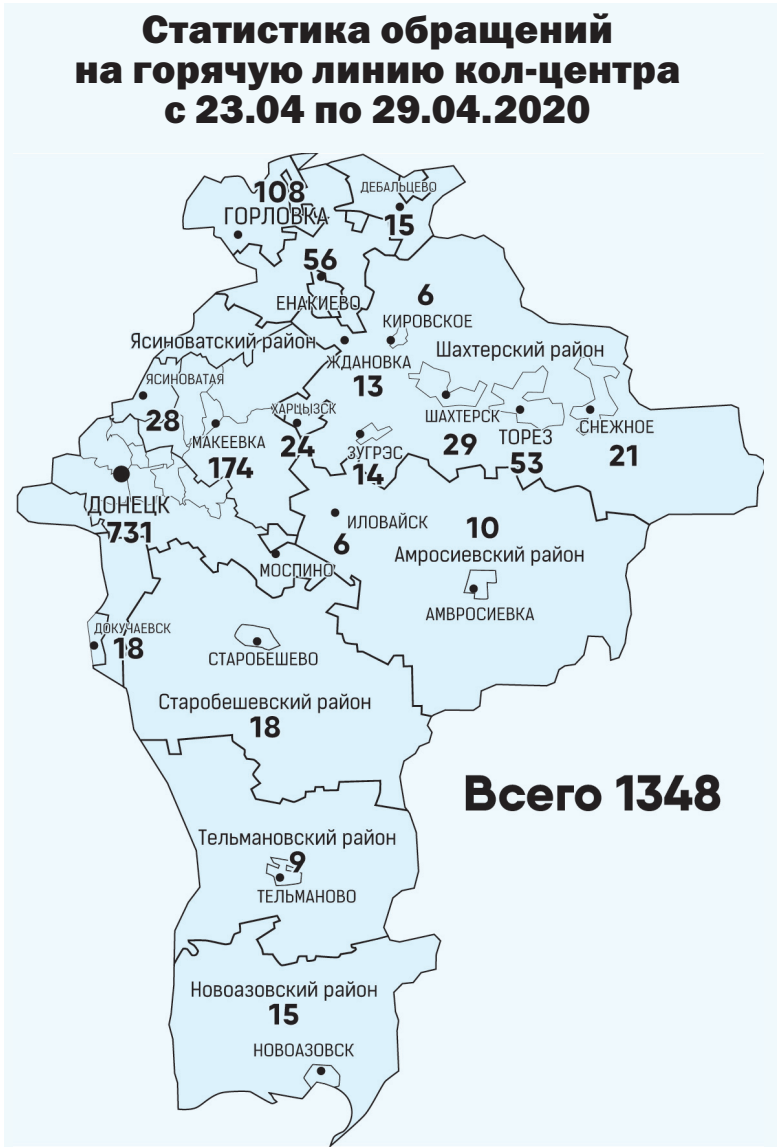 Статистика обращений
на горячую линию кол-центра
с 23.04 по 29.04.2020
108
ГОРЛОВКА
ДЕБАЛЬЦЕВО
15
56
ЕНАКИЕВО
6
КИРОВСКОЕ
Ясиноватский район
ЖДАНОВКА
13
Шахтерский район
ЯСИНОВАТАЯ
28
МАКЕЕВКА
174
ХАРЦЫЗСК
24
ЗУГРЭС
14
ШАХТЕРСК
29
ТОРЕЗ
53
СНЕЖНОЕ
21
ДОНЕЦК
731
ИЛОВАЙСК
6
10
Амросиевский район
МОСПИНО
АМВРОСИЕВКА
ДОКУЧАЕВСК
18
СТАРОБЕШЕВО
Старобешевский район
18
Всего 1348
Тельмановский район
9
ТЕЛЬМАНОВО
Новоазовский район
15
НОВОАЗОВСК